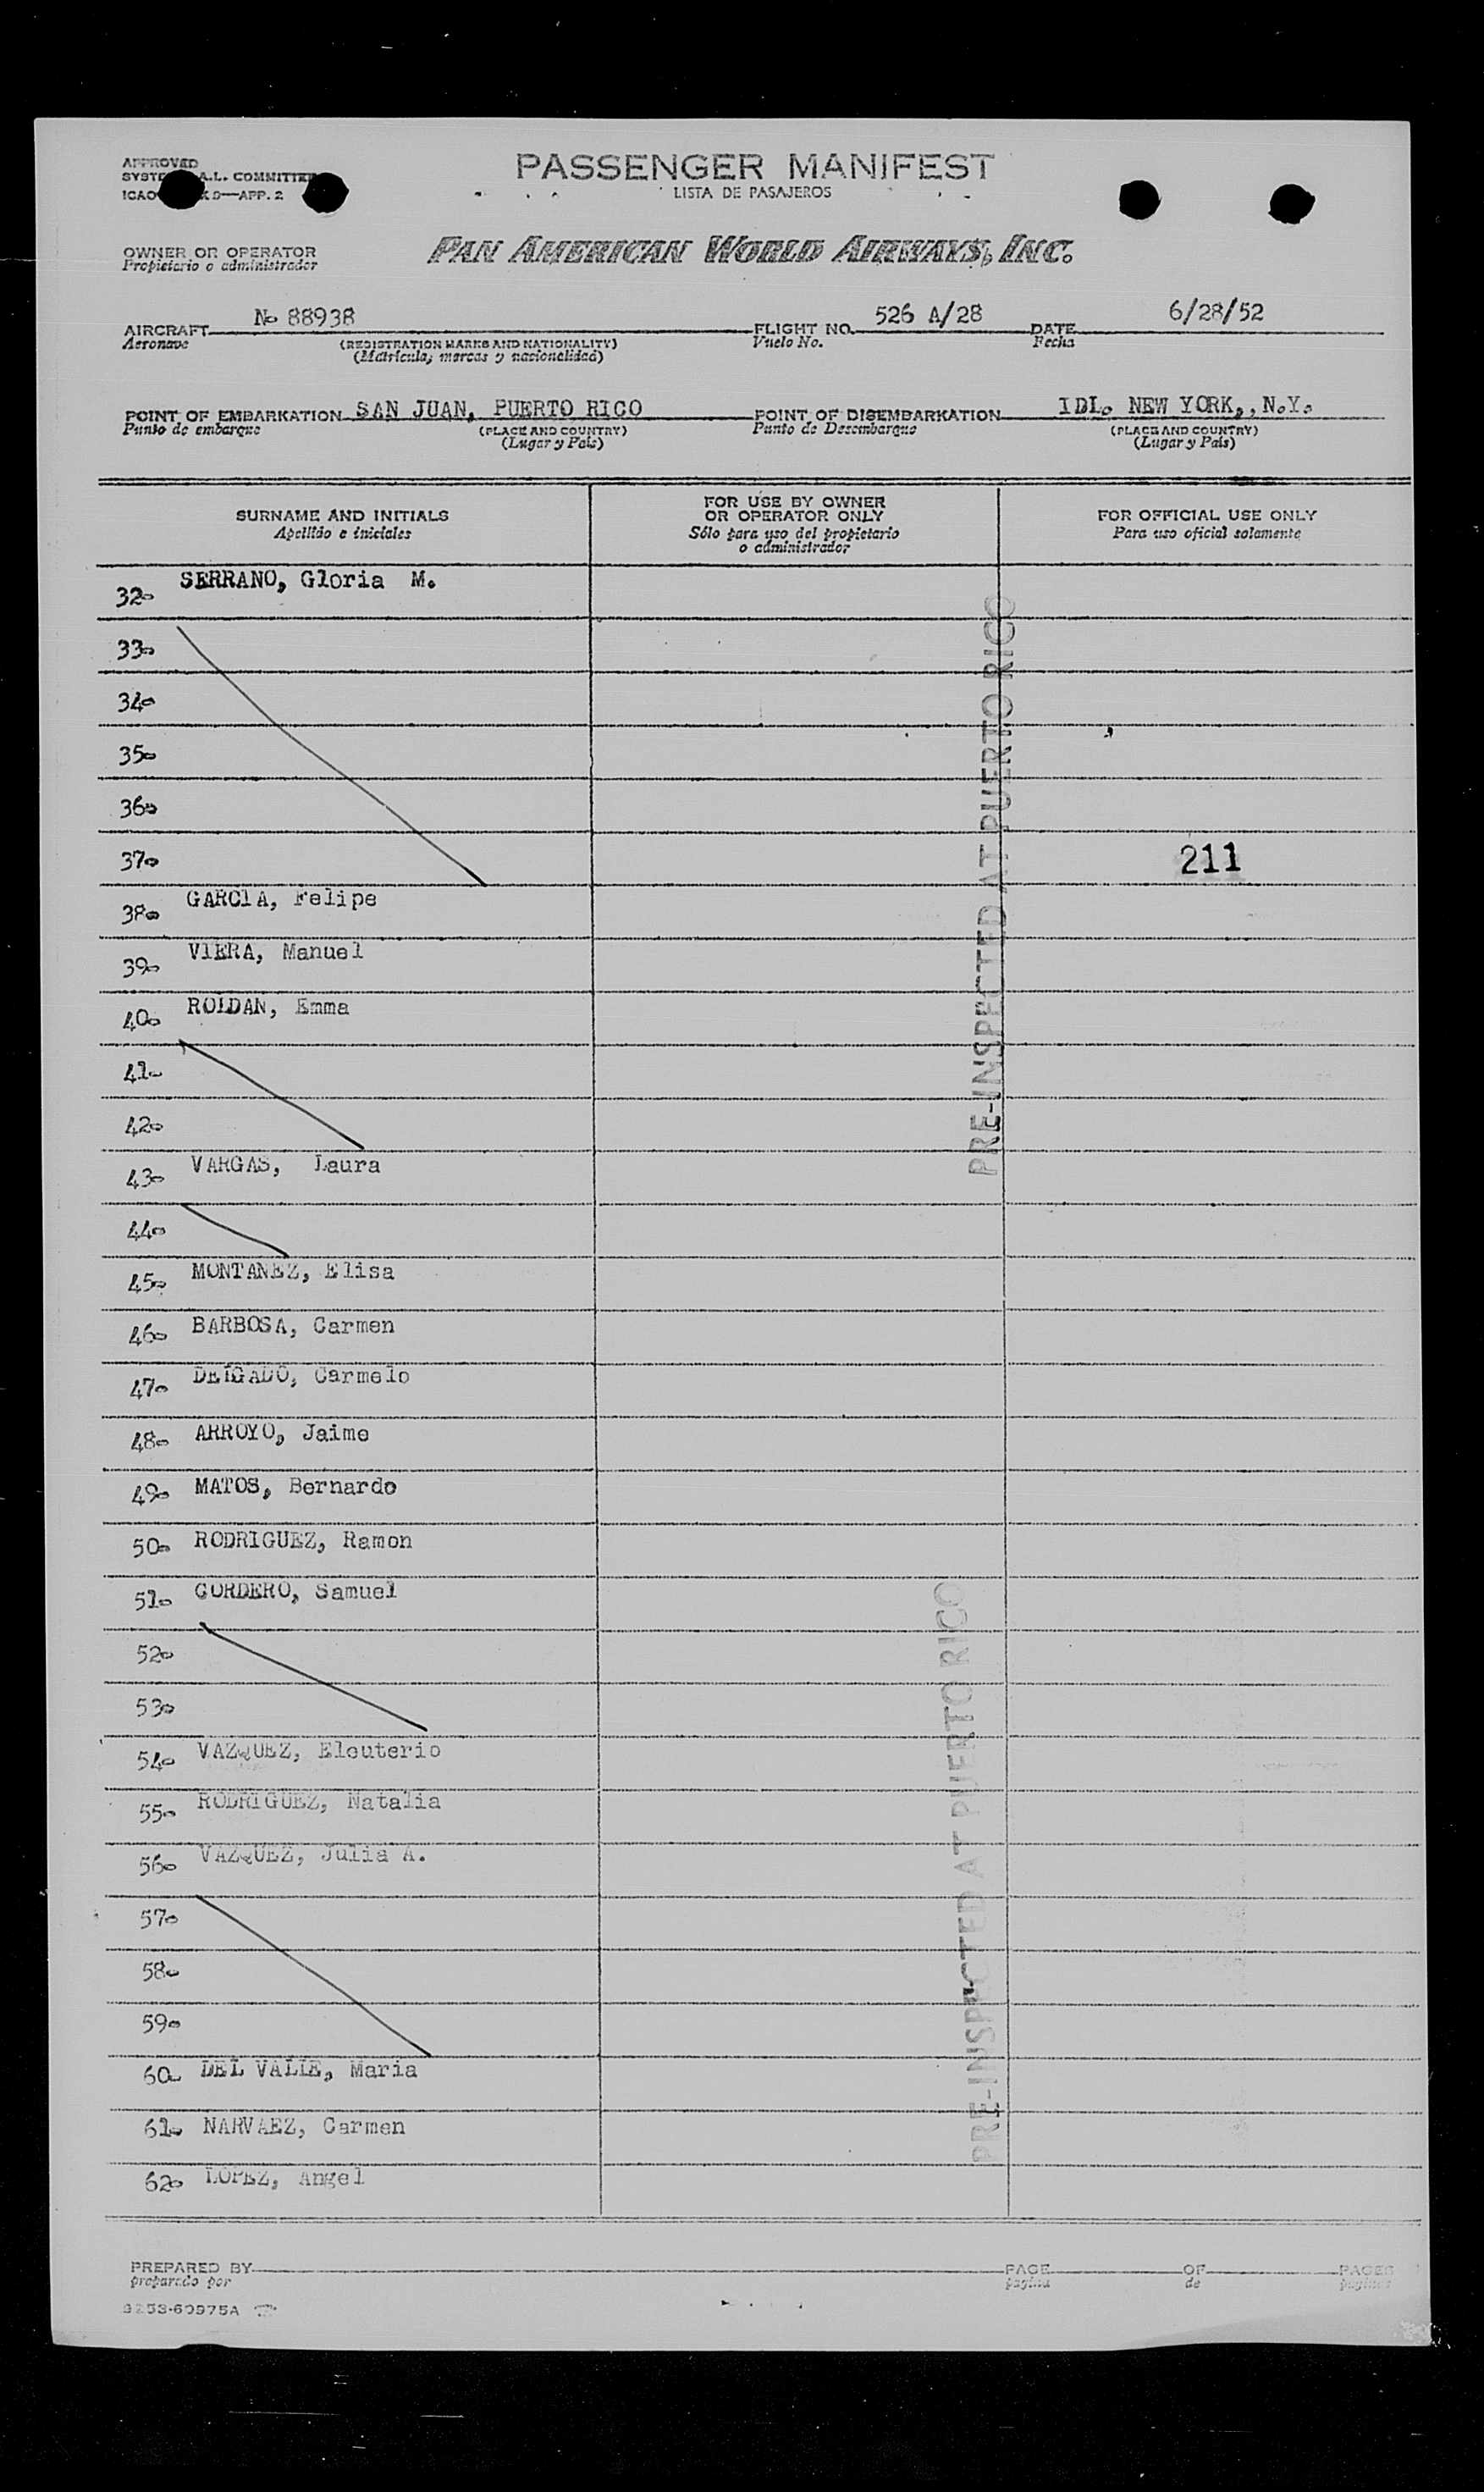 APPROVED
SYSTE A.L. COMMITTEE
ICAO X 9—APP. 2
PASSENGER MANIFEST
LISTA DE PASAJEROS
OWNER OR OPERATOR
Propietario o administrador
PAN AMERICAN WORLD AIRWAYS, INC.
AIRCRAFT No 88938 FLIGHT NO. 526 A/28 DATE 6/28/52
Aeronave (REGISTRATION MARKS AND NATIONALITY) Vuelo No. Fecha
(Matrícula, marcas y nacionalidad)
POINT OF EMBARKATION SAN JUAN, PUERTO RICO POINT OF DISEMBARKATION IDL. NEW YORK,, N.Y.
Punto de embarque (PLACE AND COUNTRY) Punto de Desembarque (PLACE AND COUNTRY)
(Lugar y País) (Lugar y País)
SURNAME AND INITIALS
Apellido e iniciales
FOR USE BY OWNER
OR OPERATOR ONLY
Sólo para uso del propietario
o administrador
FOR OFFICIAL USE ONLY
Para uso oficial solamente
32. SERRANO, Gloria M.
33.
34.
35.
36.
37. 211
38. GARCIA, Felipe
39. VIERA, Manuel
40. ROLDAN, Emma
41.
42.
43. VARGAS, Laura
44.
45. MONTANEZ, Elisa
46. BARBOSA, Carmen
47. DELGADO, Carmelo
48. ARROYO, Jaime
49. MATOS, Bernardo
50. RODRIGUEZ, Ramon
51. CORDERO, Samuel
52.
53.
54. VAZQUEZ, Eleuterio
55. RODRIGUEZ, Natalia
56. VAZQUEZ, Julia A.
57.
58.
59.
60. DEL VALLE, Maria
61. NARVAEZ, Carmen
62. LOPEZ, Angel
PRE-INSPECTED AT PUERTO RICO
PRE-INSPECTED AT PUERTO RICO
PREPARED BY PAGE OF PAGES
preparado por página de páginas
9253-60975A